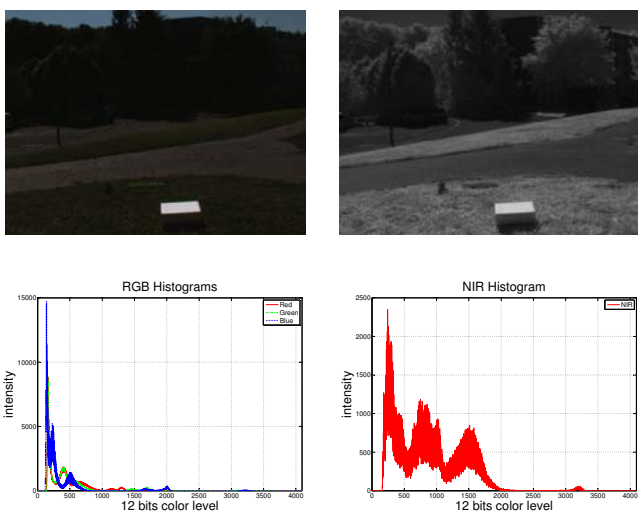 RGB Histograms
15000
10000
5000
0
0 500 1000 1500 2000 2500 3000 3500 4000
intensity
12 bits color level
Red
Green
Blue
NIR Histogram
2500
2000
1500
1000
500
0
0 500 1000 1500 2000 2500 3000 3500 4000
intensity
12 bits color level
NIR